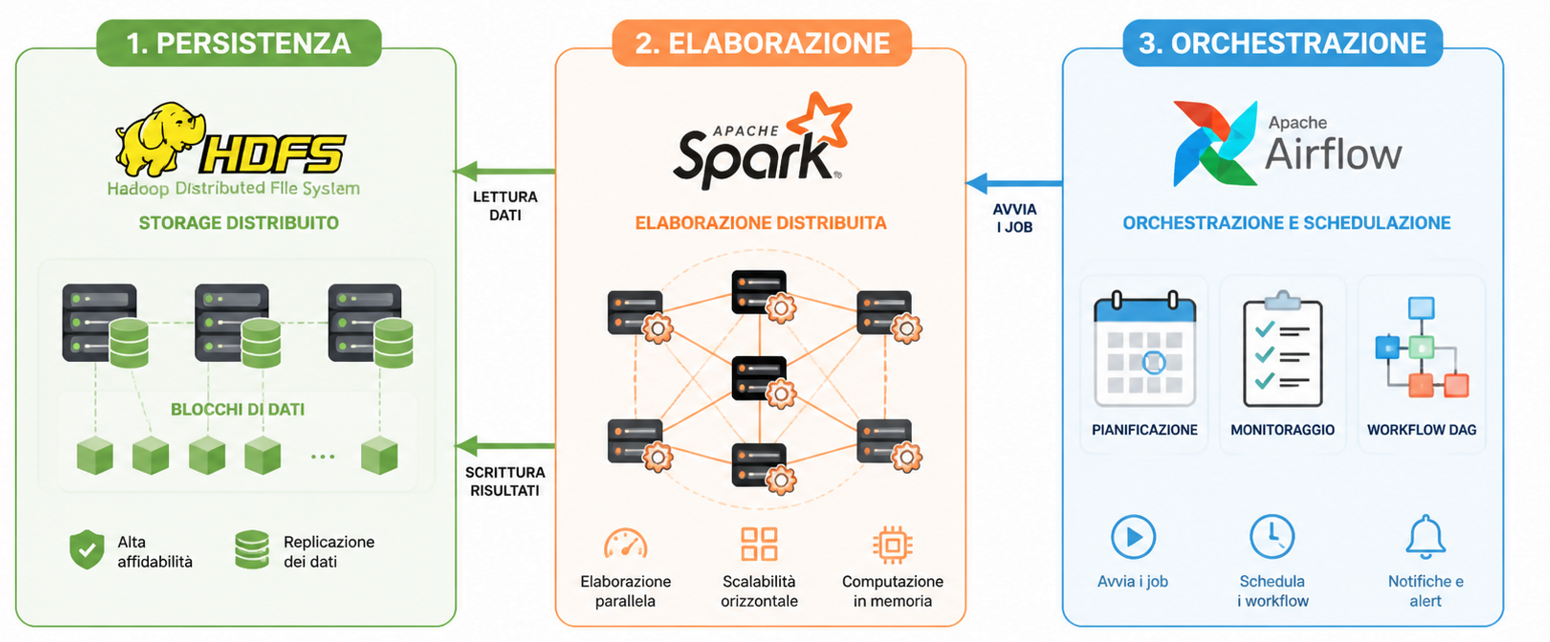 1. PERSISTENZA
HDFS
Hadoop Distributed File System
STORAGE DISTRIBUITO
BLOCCHI DI DATI
...
Alta
affidabilità
Replicazione
dei dati
LETTURA
DATI
SCRITTURA
RISULTATI
2. ELABORAZIONE
APACHE
Spark
ELABORAZIONE DISTRIBUITA
Elaborazione
parallela
Scalabilità
orizzontale
Computazione
in memoria
AVVIA
I JOB
3. ORCHESTRAZIONE
Apache
Airflow
ORCHESTRAZIONE E SCHEDULAZIONE
PIANIFICAZIONE
MONITORAGGIO
WORKFLOW DAG
Avvia i job
Schedula
i workflow
Notifiche e
alert